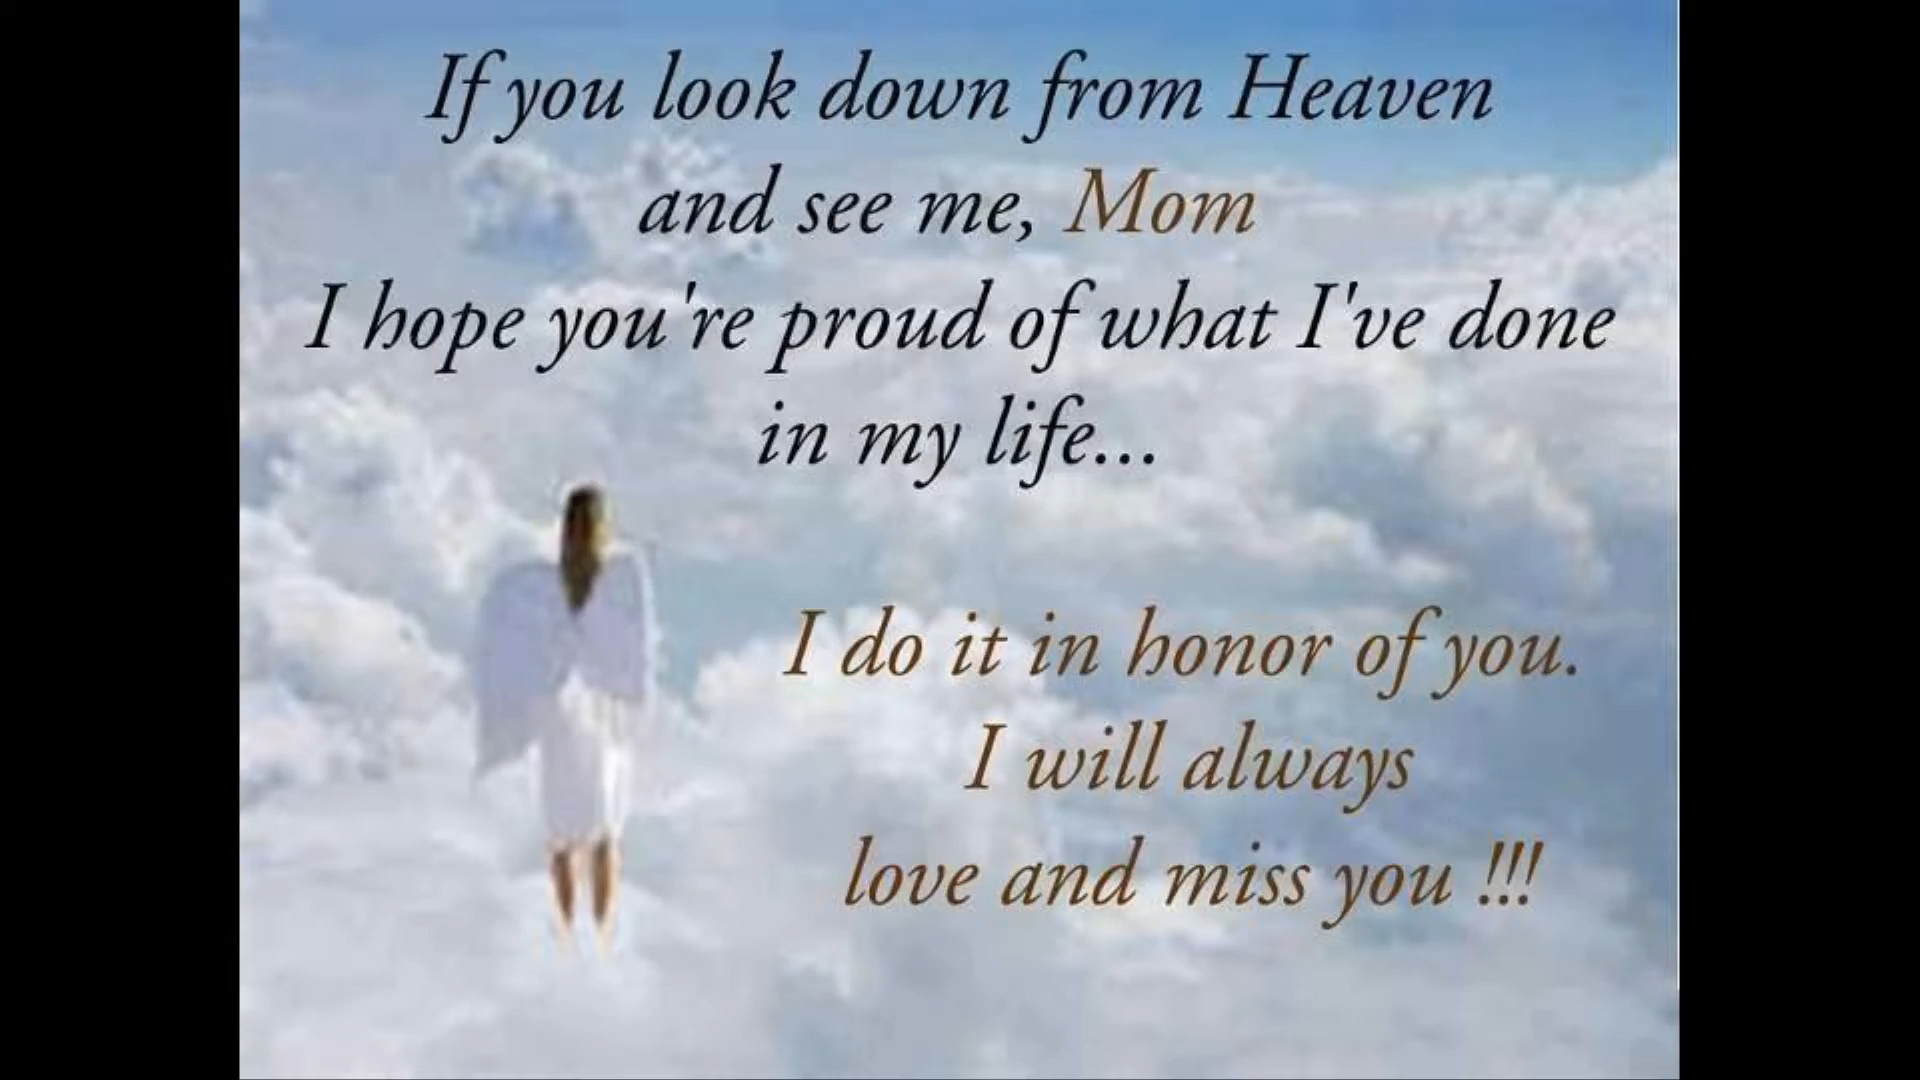 If you look down from Heaven
and see me, Mom
I hope you're proud of what I've done
in my life...
I do it in honor of you.
I will always
love and miss you !!!